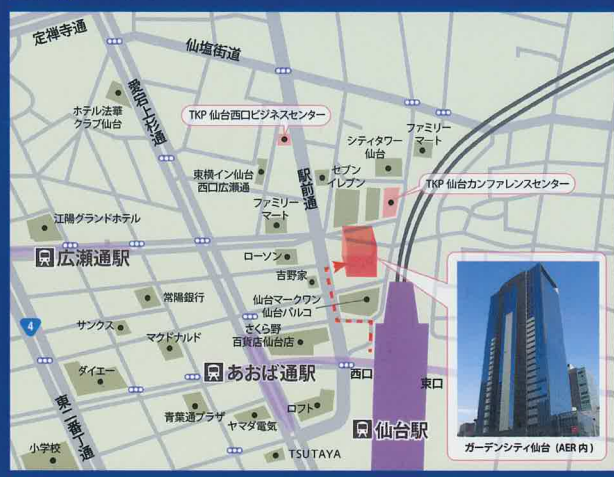 定禅寺通
仙塩街道
愛宕上杉通
ホテル法華
クラブ仙台
TKP 仙台西口ビジネスセンター
シティタワー
仙台
ファミリー
マート
駅前通
セブン
イレブン
東横イン仙台
西口広瀬通
TKP 仙台カンファレンスセンター
ファミリー
マート
江陽グランドホテル
広瀬通駅
ローソン
吉野家
常陽銀行
仙台マークワン
仙台パルコ
4
サンクス
マクドナルド
さくら野
百貨店仙台店
ダイエー
あおば通駅
西口
東口
東二番丁通
青葉通プラザ
ヤマダ電気
ロフト
仙台駅
小学校
TSUTAYA
ガーデンシティ仙台 (AER 内)